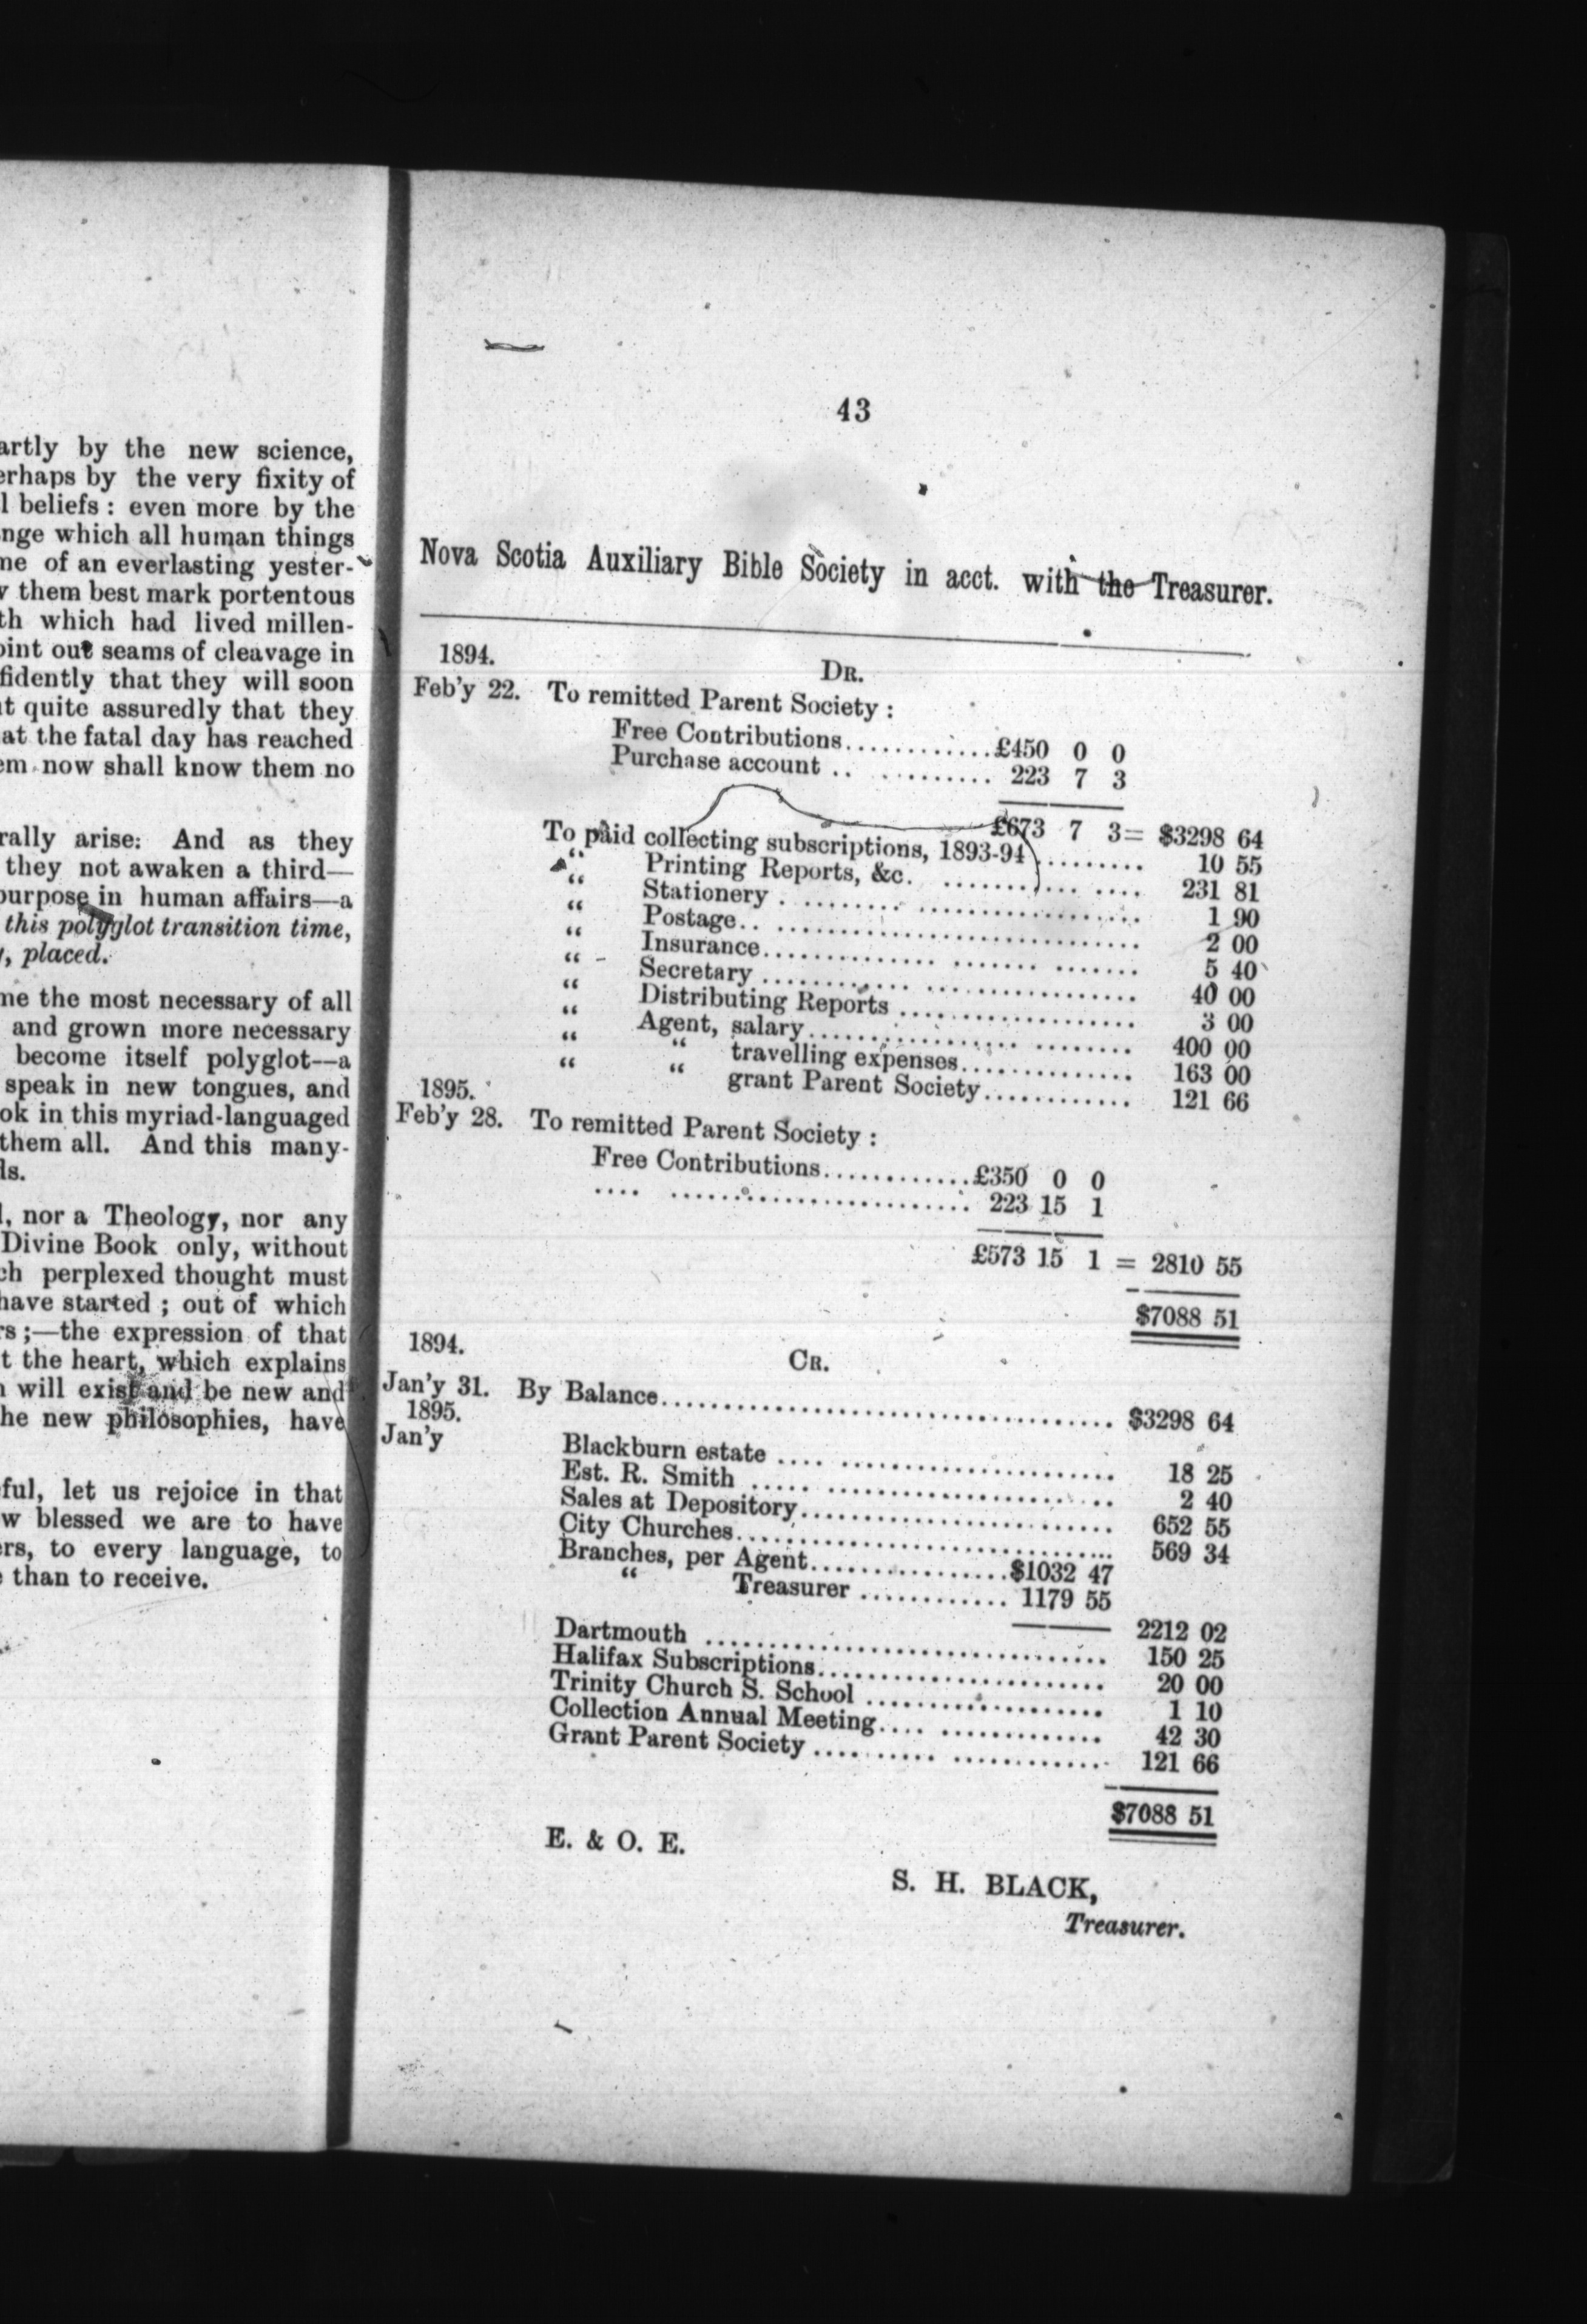 artly by the new science,
erhaps by the very fixity of
l beliefs : even more by the
nge which all human things
me of an everlasting yester-
v them best mark portentous
th which had lived millen-
oint out seams of cleavage in
fidently that they will soon
t quite assuredly that they
at the fatal day has reached
em now shall know them no
rally arise: And as they
they not awaken a third—
purpose in human affairs—a
this polyglot transition time,
, placed.
me the most necessary of all
and grown more necessary
become itself polyglot—a
speak in new tongues, and
ok in this myriad-languaged
them all. And this many-
ls.
, nor a Theology, nor any
Divine Book only, without
ch perplexed thought must
have started ; out of which
rs ;—the expression of that
t the heart, which explains
will exist and be new and
he new philosophies, have
ful, let us rejoice in that
w blessed we are to have
ers, to every language, to
than to receive.
43
Nova Scotia Auxiliary Bible Society in acct. with the Treasurer.
1894. DR.
Feb'y 22. To remitted Parent Society :
Free Contributions............£450 0 0
Purchase account .. .......... 223 7 3
£673 7 3= $3298 64
To paid collecting subscriptions, 1893-94 ......... 10 55
“ Printing Reports, &c. ............ .... 231 81
“ Stationery . ........ ...................... 1 90
“ Postage.. .............................. 2 00
“ Insurance.............. ....... ....... 5 40
“ Secretary ............ .................. 40 00
“ Distributing Reports .................... 3 00
“ Agent, salary.................. ........ 400 00
“ “ travelling expenses.............. 163 00
“ “ grant Parent Society............ 121 66
1895.
Feb'y 28. To remitted Parent Society :
Free Contributions............£350 0 0
.... ........................ 223 15 1
£573 15 1 = 2810 55
$7088 51
1894. CR.
Jan'y 31. By Balance.................................... $3298 64
1895.
Jan'y Blackburn estate .... ...................... 18 25
Est. R. Smith ..... ....................... 2 40
Sales at Depository......................... 652 55
City Churches.............................. 569 34
Branches, per Agent................$1032 47
“ Treasurer ............ 1179 55
2212 02
Dartmouth ................................ 150 25
Halifax Subscriptions....................... 20 00
Trinity Church S. School ................... 1 10
Collection Annual Meeting.... ............. 42 30
Grant Parent Society .......... ............ 121 66
$7088 51
E. & O. E.
S. H. BLACK,
Treasurer.